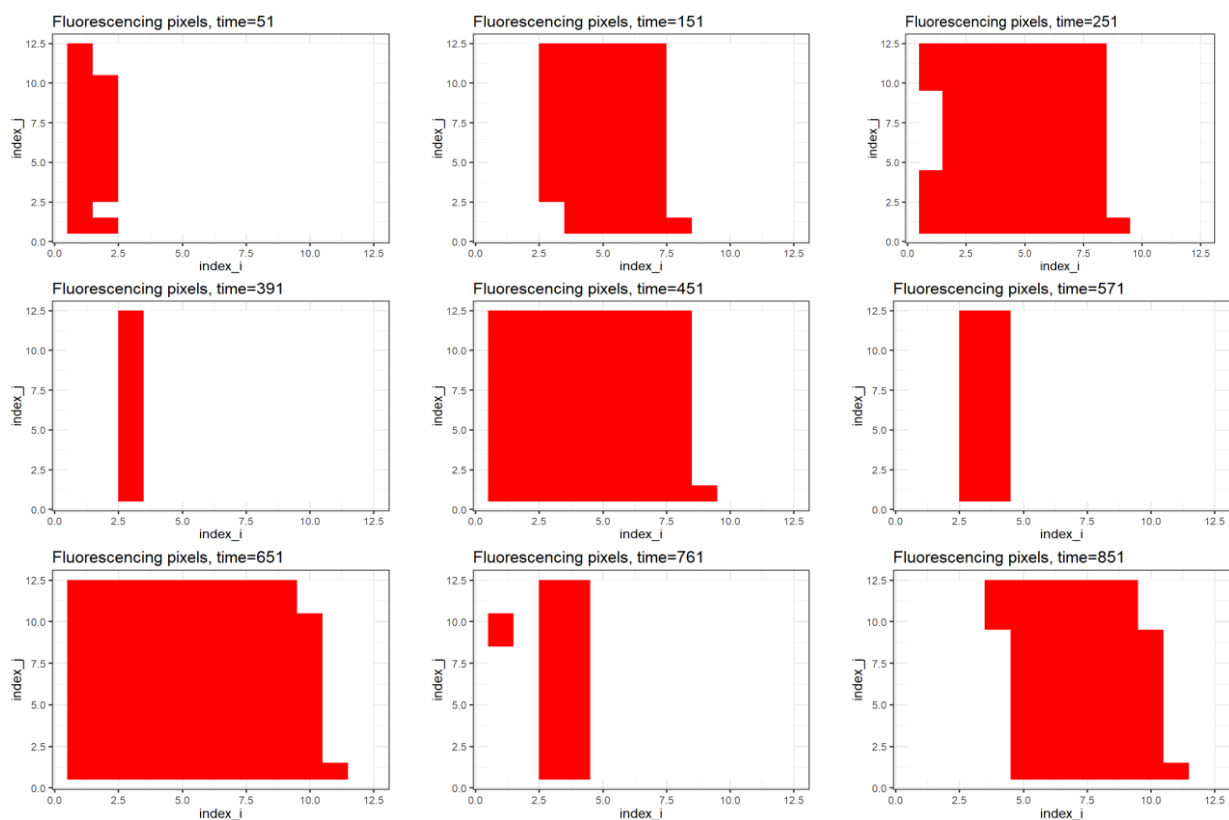 Fluorescencing pixels, time=51
12.5
10.0
7.5
5.0
2.5
0.0
index_j
0.0 2.5 5.0 7.5 10.0 12.5
index_i
Fluorescencing pixels, time=151
12.5
10.0
7.5
5.0
2.5
0.0
index_j
0.0 2.5 5.0 7.5 10.0 12.5
index_i
Fluorescencing pixels, time=251
12.5
10.0
7.5
5.0
2.5
0.0
index_j
0.0 2.5 5.0 7.5 10.0 12.5
index_i
Fluorescencing pixels, time=391
12.5
10.0
7.5
5.0
2.5
0.0
index_j
0.0 2.5 5.0 7.5 10.0 12.5
index_i
Fluorescencing pixels, time=451
12.5
10.0
7.5
5.0
2.5
0.0
index_j
0.0 2.5 5.0 7.5 10.0 12.5
index_i
Fluorescencing pixels, time=571
12.5
10.0
7.5
5.0
2.5
0.0
index_j
0.0 2.5 5.0 7.5 10.0 12.5
index_i
Fluorescencing pixels, time=651
12.5
10.0
7.5
5.0
2.5
0.0
index_j
0.0 2.5 5.0 7.5 10.0 12.5
index_i
Fluorescencing pixels, time=761
12.5
10.0
7.5
5.0
2.5
0.0
index_j
0.0 2.5 5.0 7.5 10.0 12.5
index_i
Fluorescencing pixels, time=851
12.5
10.0
7.5
5.0
2.5
0.0
index_j
0.0 2.5 5.0 7.5 10.0 12.5
index_i